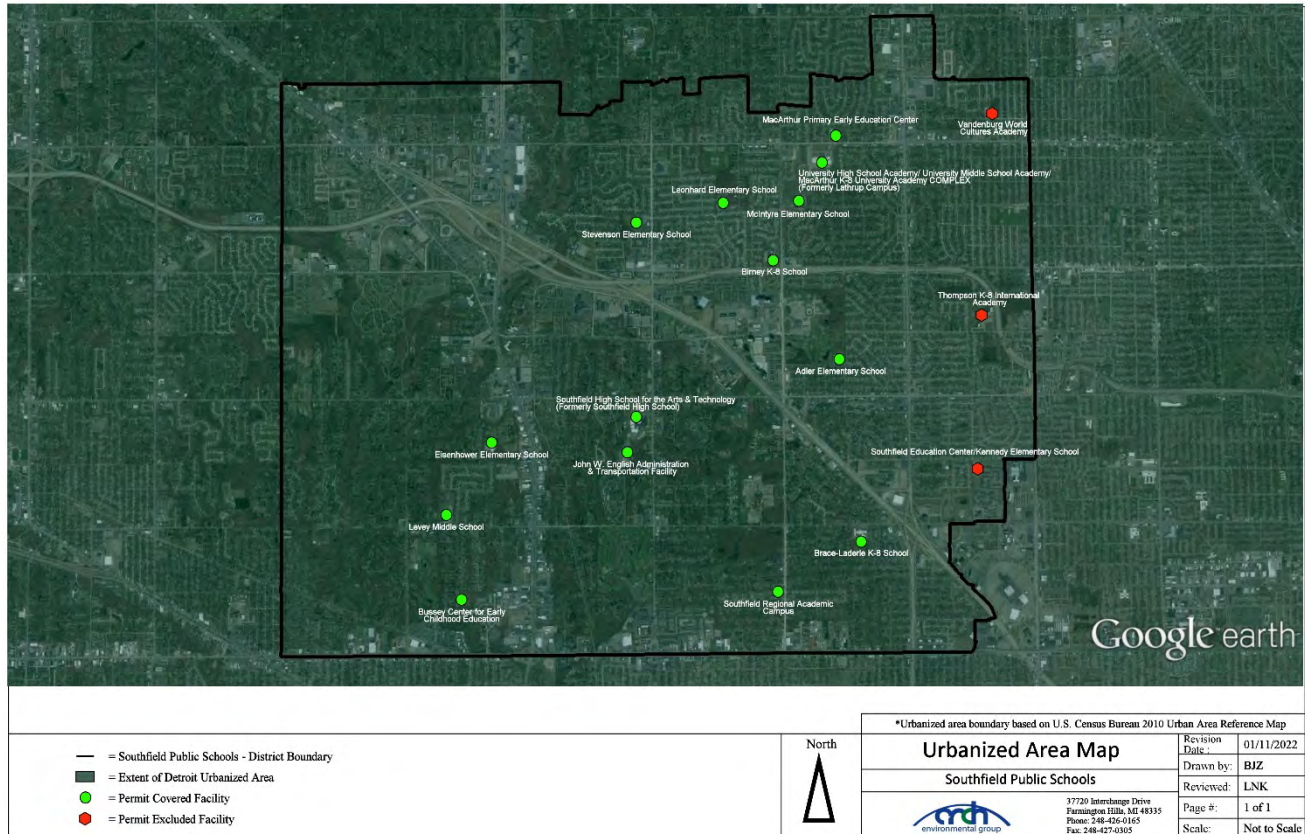 MacArthur Primary Early Education Center
Vandenburg World
Cultures Academy
University High School Academy/ University Middle School Academy/
MacArthur K-8 University Academy COMPLEX
(Formerly Lathrup Campus)
Leonhard Elementary School
McIntyre Elementary School
Stevenson Elementary School
Birney K-8 School
Thompson K-8 International
Academy
Adler Elementary School
Southfield High School for the Arts & Technology
(Formerly Southfield High School)
Eisenhower Elementary School
John W. English Administration
& Transportation Facility
Southfield Education Center/Kennedy Elementary School
Levey Middle School
Brace-Lederle K-8 School
Bussey Center for Early
Childhood Education
Southfield Regional Academic
Campus
Google earth
*Urbanized area boundary based on U.S. Census Bureau 2010 Urban Area Reference Map
= Southfield Public Schools - District Boundary
= Extent of Detroit Urbanized Area
= Permit Covered Facility
= Permit Excluded Facility
North
Urbanized Area Map
Southfield Public Schools
arch
environmental group
37720 Interchange Drive
Farmington Hills, MI 48335
Phone: 248-426-0165
Fax: 248-427-0305
Revision Date : 01/11/2022
Drawn by: BJZ
Reviewed: LNK
Page #: 1 of 1
Scale: Not to Scale